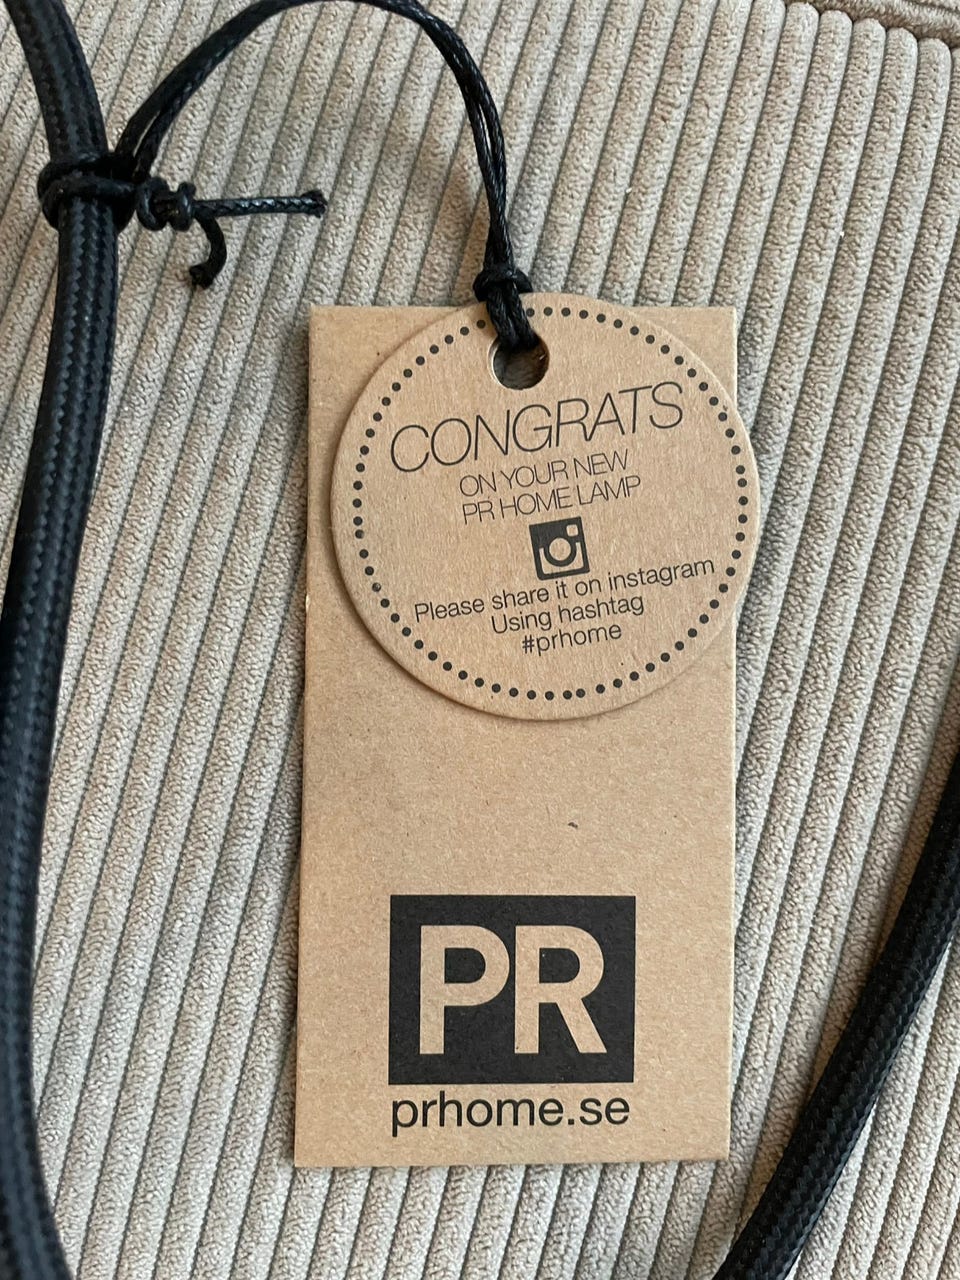 CONGRATS
ON YOUR NEW
PR HOME LAMP
Please share it on instagram
Using hashtag
#prhome
PR
prhome.se